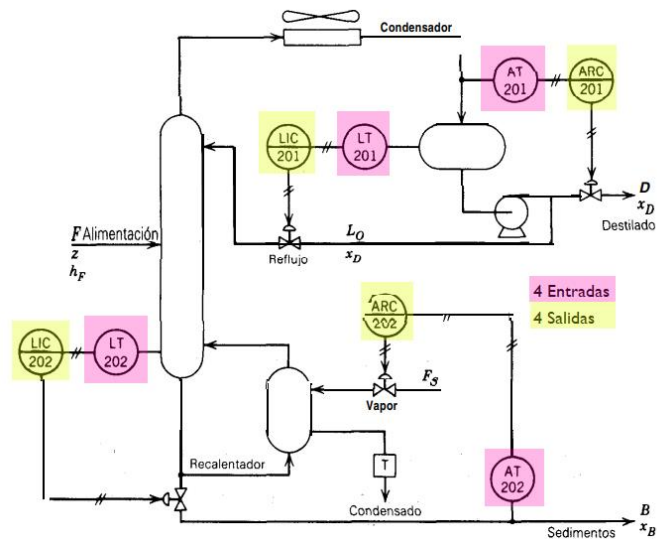 Condensador
AT
201
ARC
201
LIC
201
LT
201
D
x_D
Destilado
F Alimentación
z
h_F
L_O
x_D
Reflujo
4 Entradas
4 Salidas
ARC
202
LIC
202
LT
202
F_S
Vapor
Recalentador
T
Condensado
AT
202
B
x_B
Sedimentos